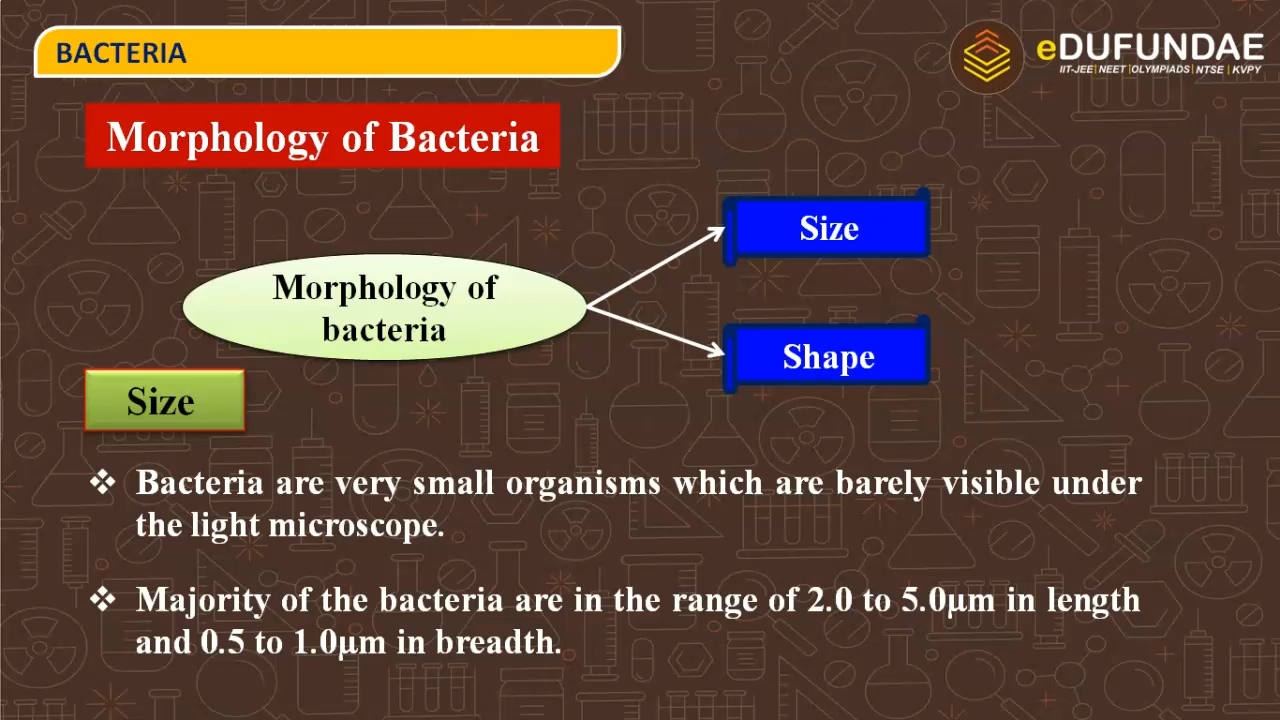 BACTERIA
eDUFUNDAE
IIT-JEE|NEET|OLYMPIADS|NTSE|KVPY
Morphology of Bacteria
Size
Morphology of
bacteria
Shape
Size
❖ Bacteria are very small organisms which are barely visible under
the light microscope.
❖ Majority of the bacteria are in the range of 2.0 to 5.0μm in length
and 0.5 to 1.0μm in breadth.